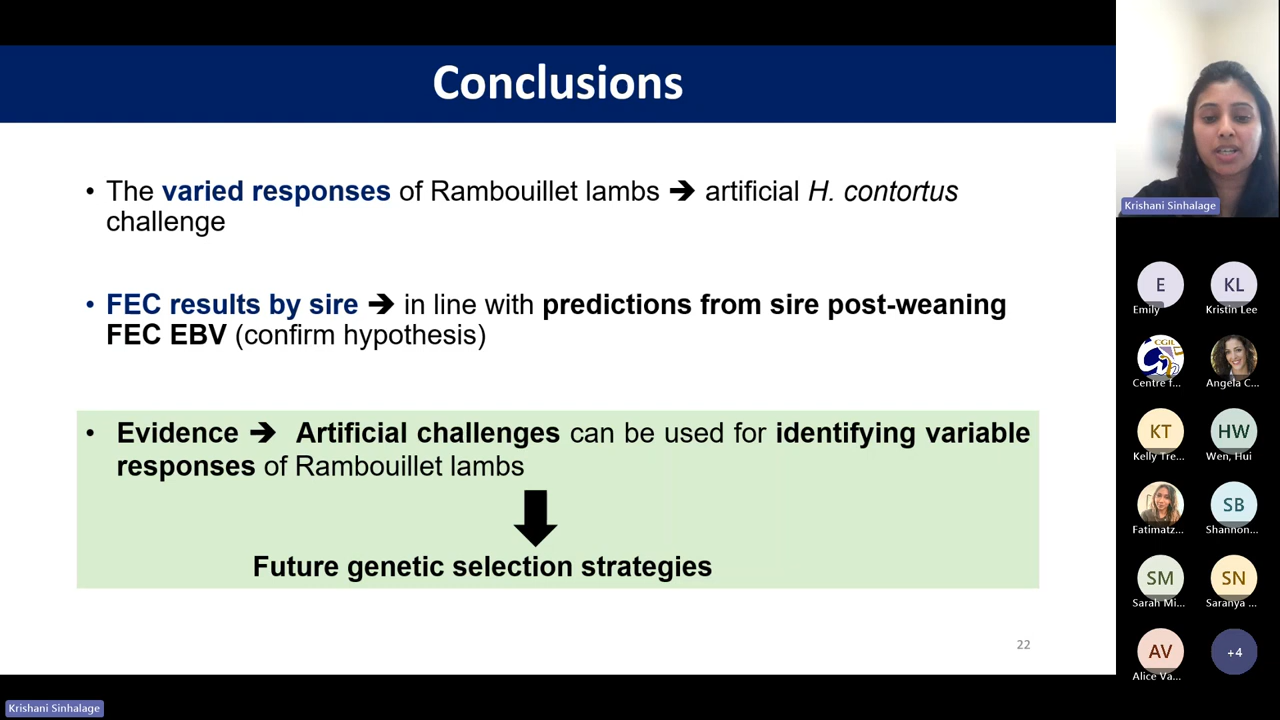 Conclusions
• The varied responses of Rambouillet lambs ➔ artificial H. contortus
challenge
• FEC results by sire ➔ in line with predictions from sire post-weaning
FEC EBV (confirm hypothesis)
• Evidence ➔ Artificial challenges can be used for identifying variable
responses of Rambouillet lambs
Future genetic selection strategies
22
Krishani Sinhalage
E
Emily
KL
Kristin Lee
CGIL
Centre f...
Angela C...
KT
Kelly Tre...
HW
Wen, Hui
Fatimatz...
SB
Shannon...
SM
Sarah Mi...
SN
Saranya ...
AV
Alice Va...
+4
Krishani Sinhalage